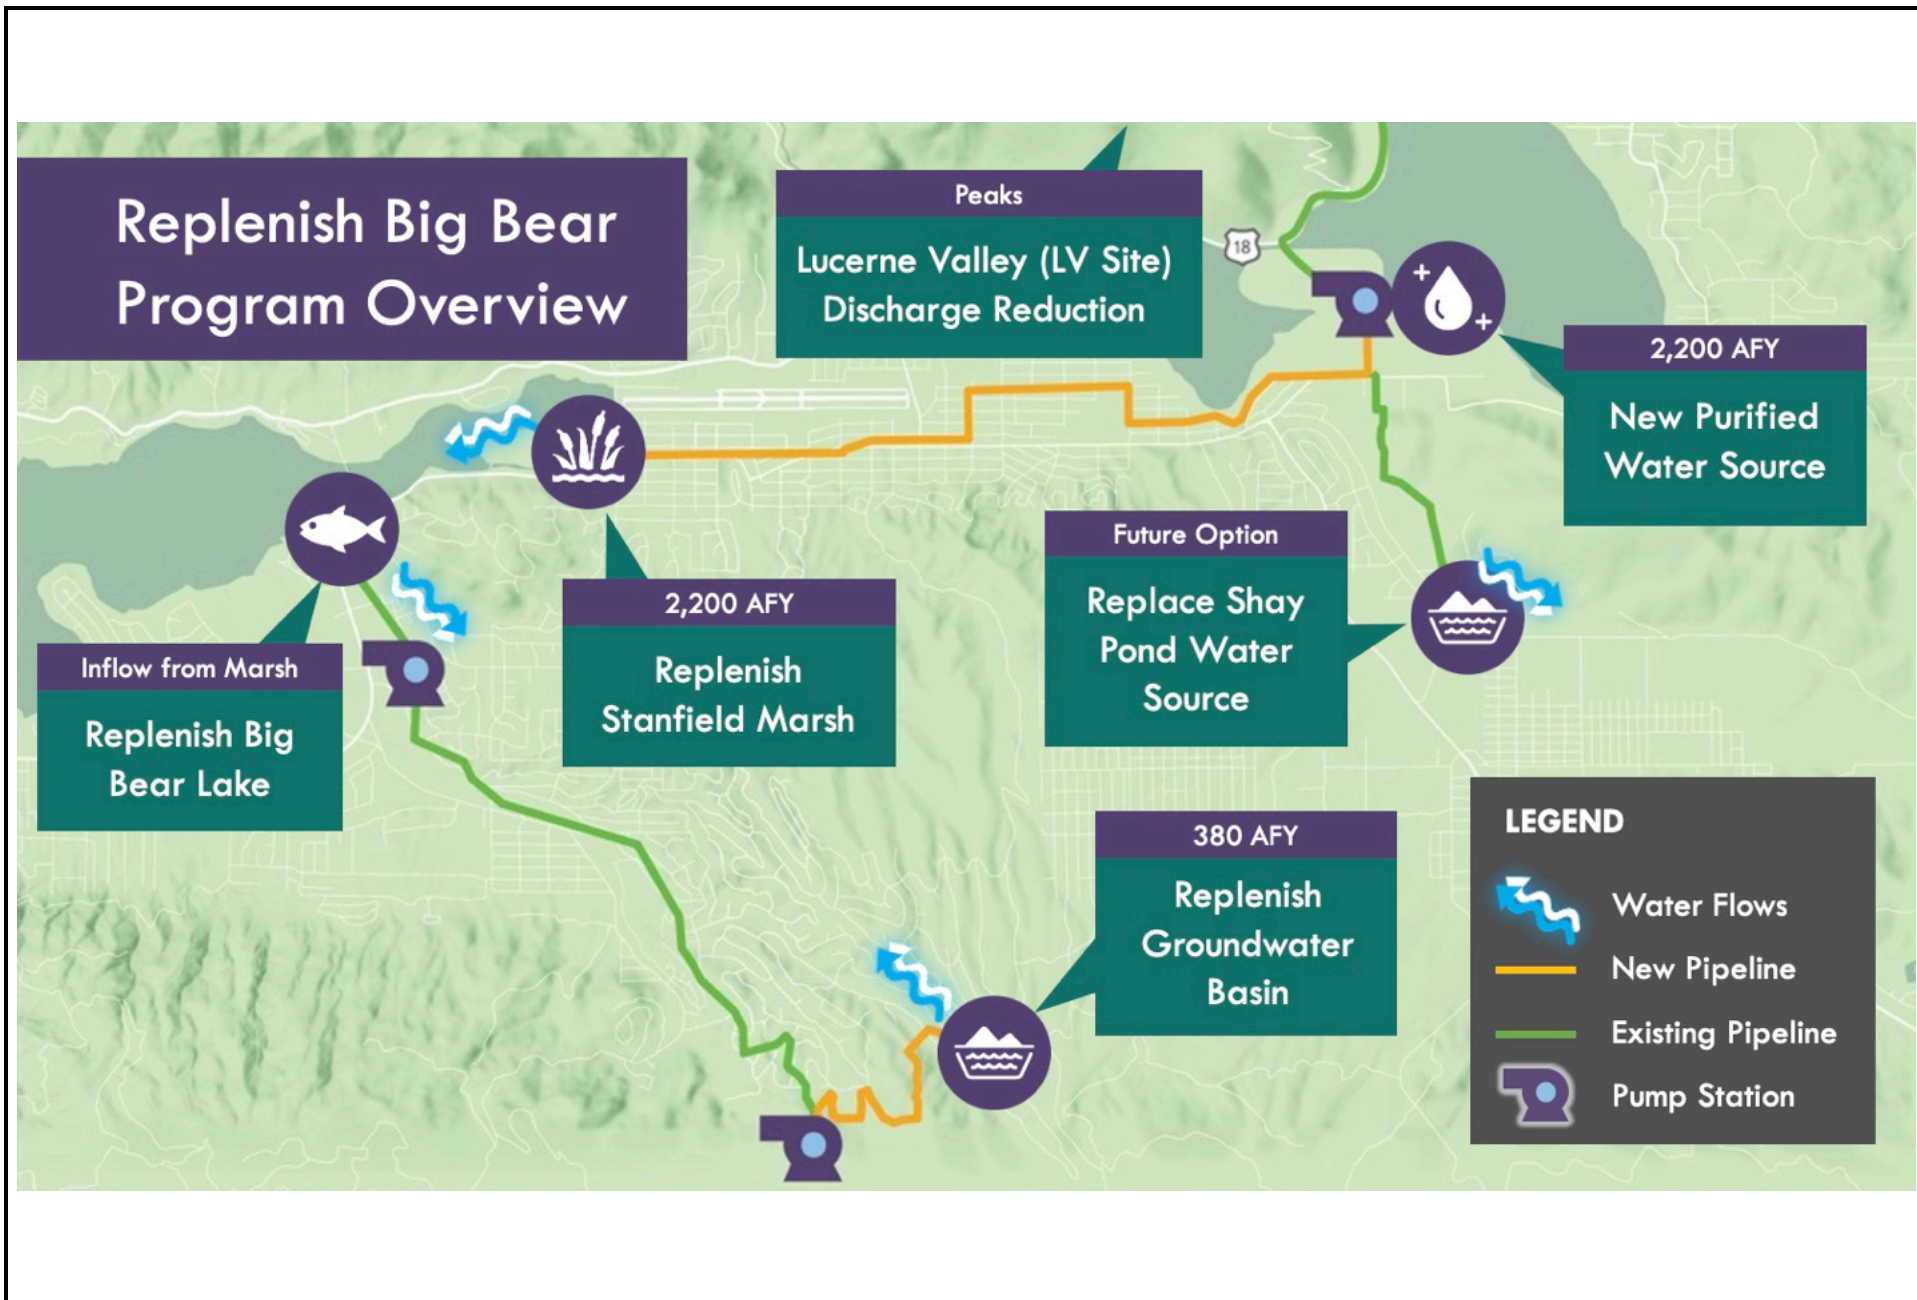 Replenish Big Bear
Program Overview
Peaks
Lucerne Valley (LV Site)
Discharge Reduction
18
2,200 AFY
New Purified
Water Source
Future Option
Replace Shay
Pond Water
Source
2,200 AFY
Replenish
Stanfield Marsh
Inflow from Marsh
Replenish Big
Bear Lake
380 AFY
Replenish
Groundwater
Basin
LEGEND
Water Flows
New Pipeline
Existing Pipeline
Pump Station